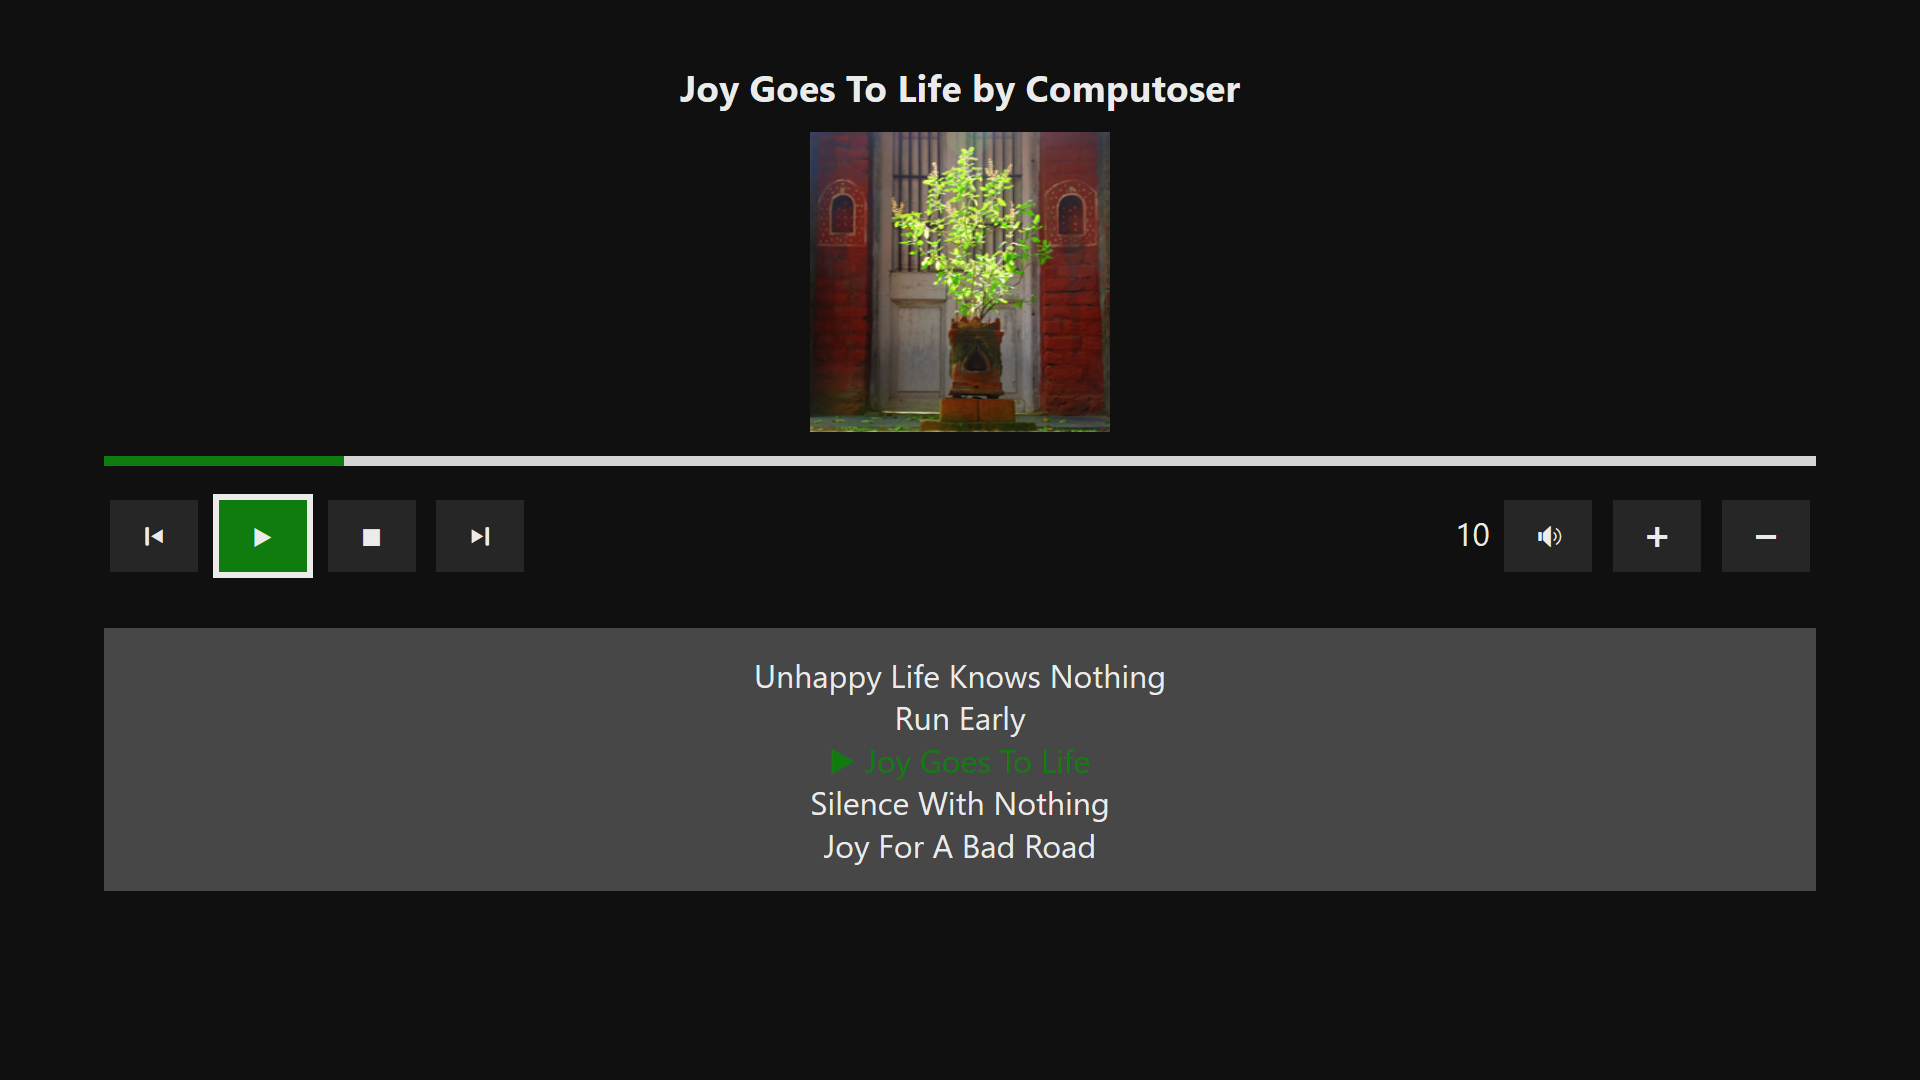 Joy Goes To Life by Computoser
10
Unhappy Life Knows Nothing
Run Early
Joy Goes To Life
Silence With Nothing
Joy For A Bad Road